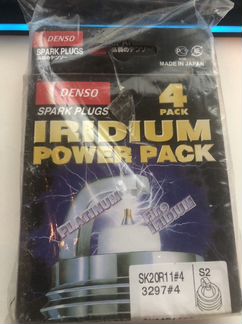 DENSO
SPARK PLUGS
MADE IN JAPAN
DENSO
SPARK PLUGS
4
PACK
IRIDIUM
POWER PACK
PLATINUM
IRIDIUM
SK20R11#4
3297#4
S2